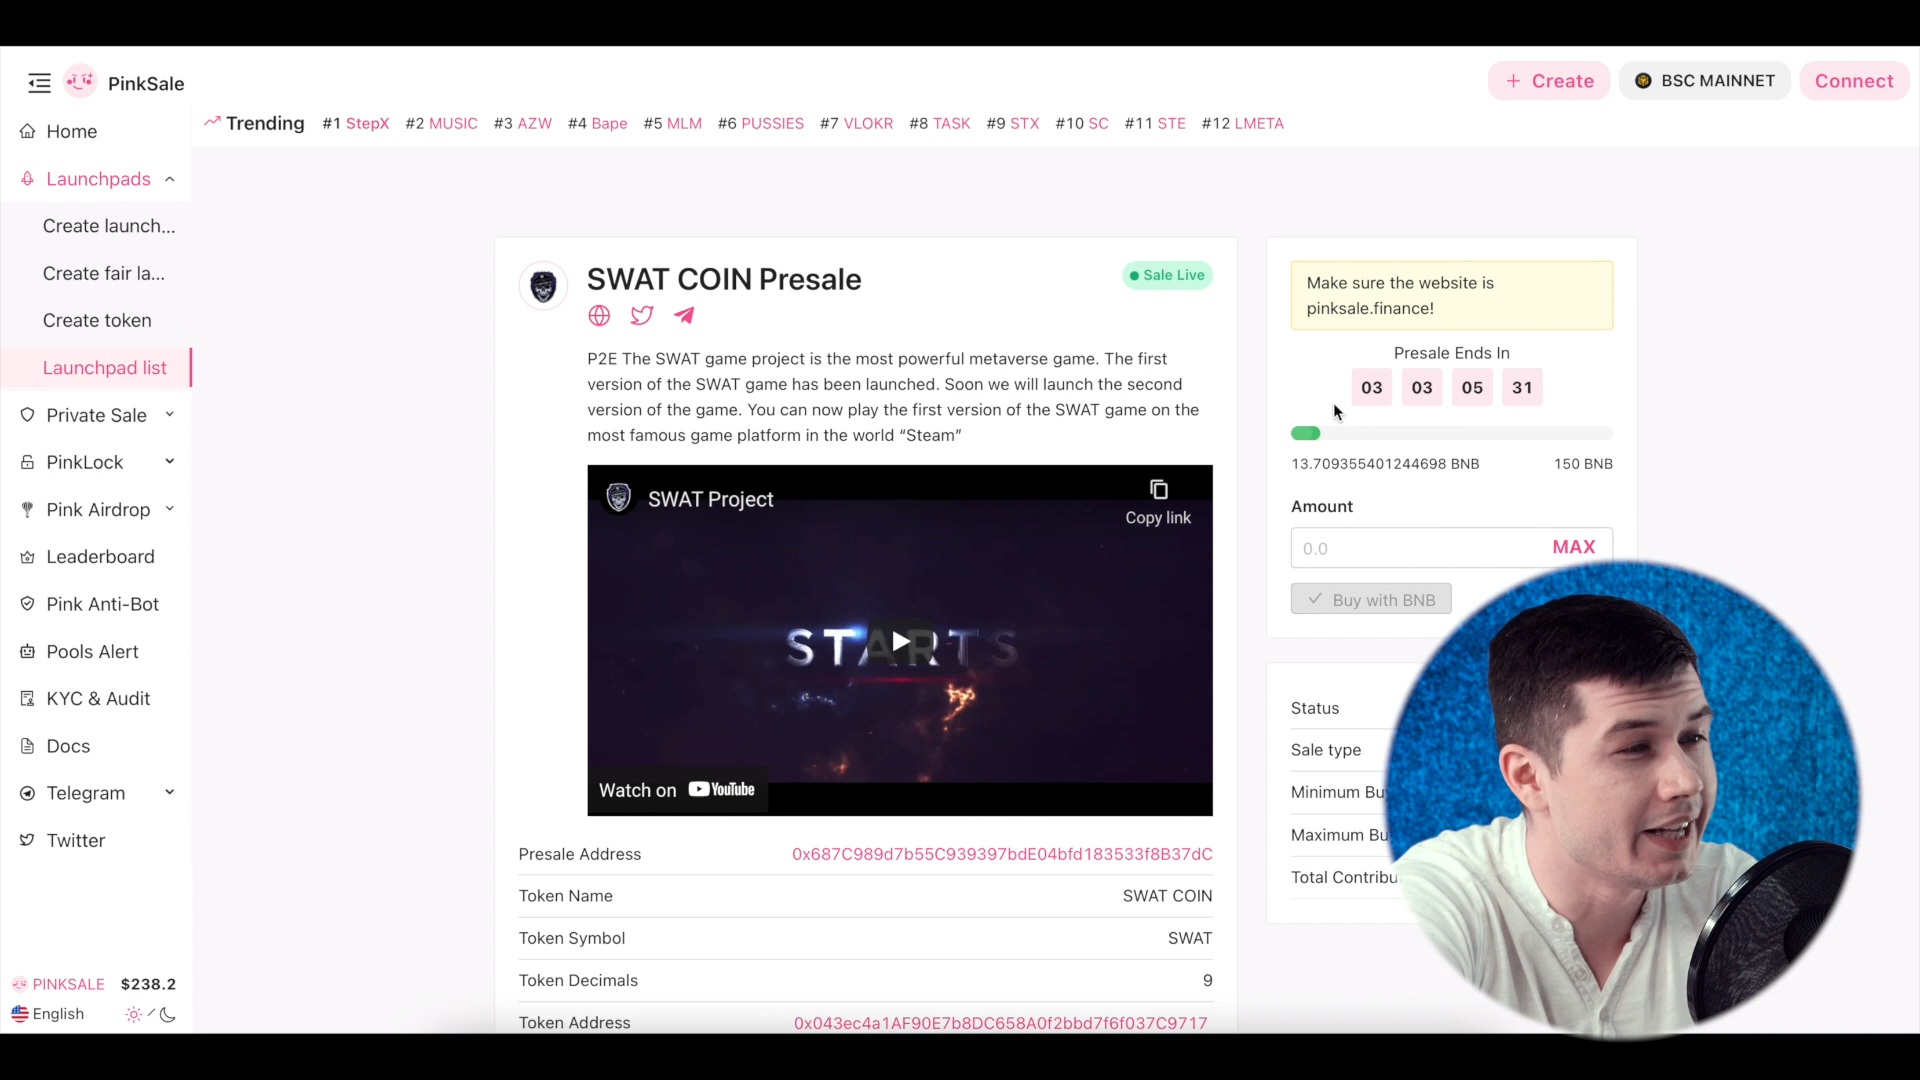 PinkSale
Create
BSC MAINNET
Connect
Trending
#1 StepX
#2 MUSIC
#3 AZW
#4 Bape
#5 MLM
#6 PUSSIES
#7 VLOKR
#8 TASK
#9 STX
#10 SC
#11 STE
#12 LMETA
Home
Launchpads
Create launch...
Create fair la...
Create token
Launchpad list
Private Sale
PinkLock
Pink Airdrop
Leaderboard
Pink Anti-Bot
Pools Alert
KYC & Audit
Docs
Telegram
Twitter
PINKSALE $238.2
English
SWAT COIN Presale
Sale Live
P2E The SWAT game project is the most powerful metaverse game. The first
version of the SWAT game has been launched. Soon we will launch the second
version of the game. You can now play the first version of the SWAT game on the
most famous game platform in the world “Steam”
SWAT Project
Copy link
STARTS
Watch on YouTube
Presale Address 0x687C989d7b55C939397bdE04bfd183533f8B37dC
Token Name SWAT COIN
Token Symbol SWAT
Token Decimals 9
Token Address 0x043ec4a1AF90E7b8DC658A0f2bbd7f6f037C9717
Make sure the website is
pinksale.finance!
Presale Ends In
03 03 05 31
13.709355401244698 BNB 150 BNB
Amount
0.0 MAX
Buy with BNB
Status
Sale type
Minimum Bu
Maximum Bu
Total Contribu